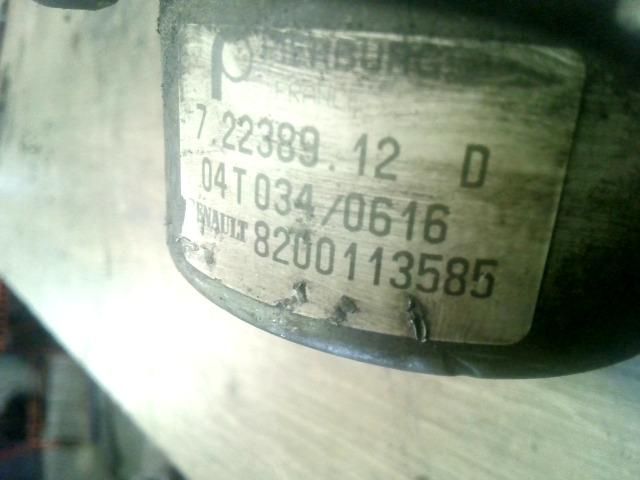 PIERBURG
FRANCE
7.22389.12 D
04T034/0616
RENAULT 8200113585